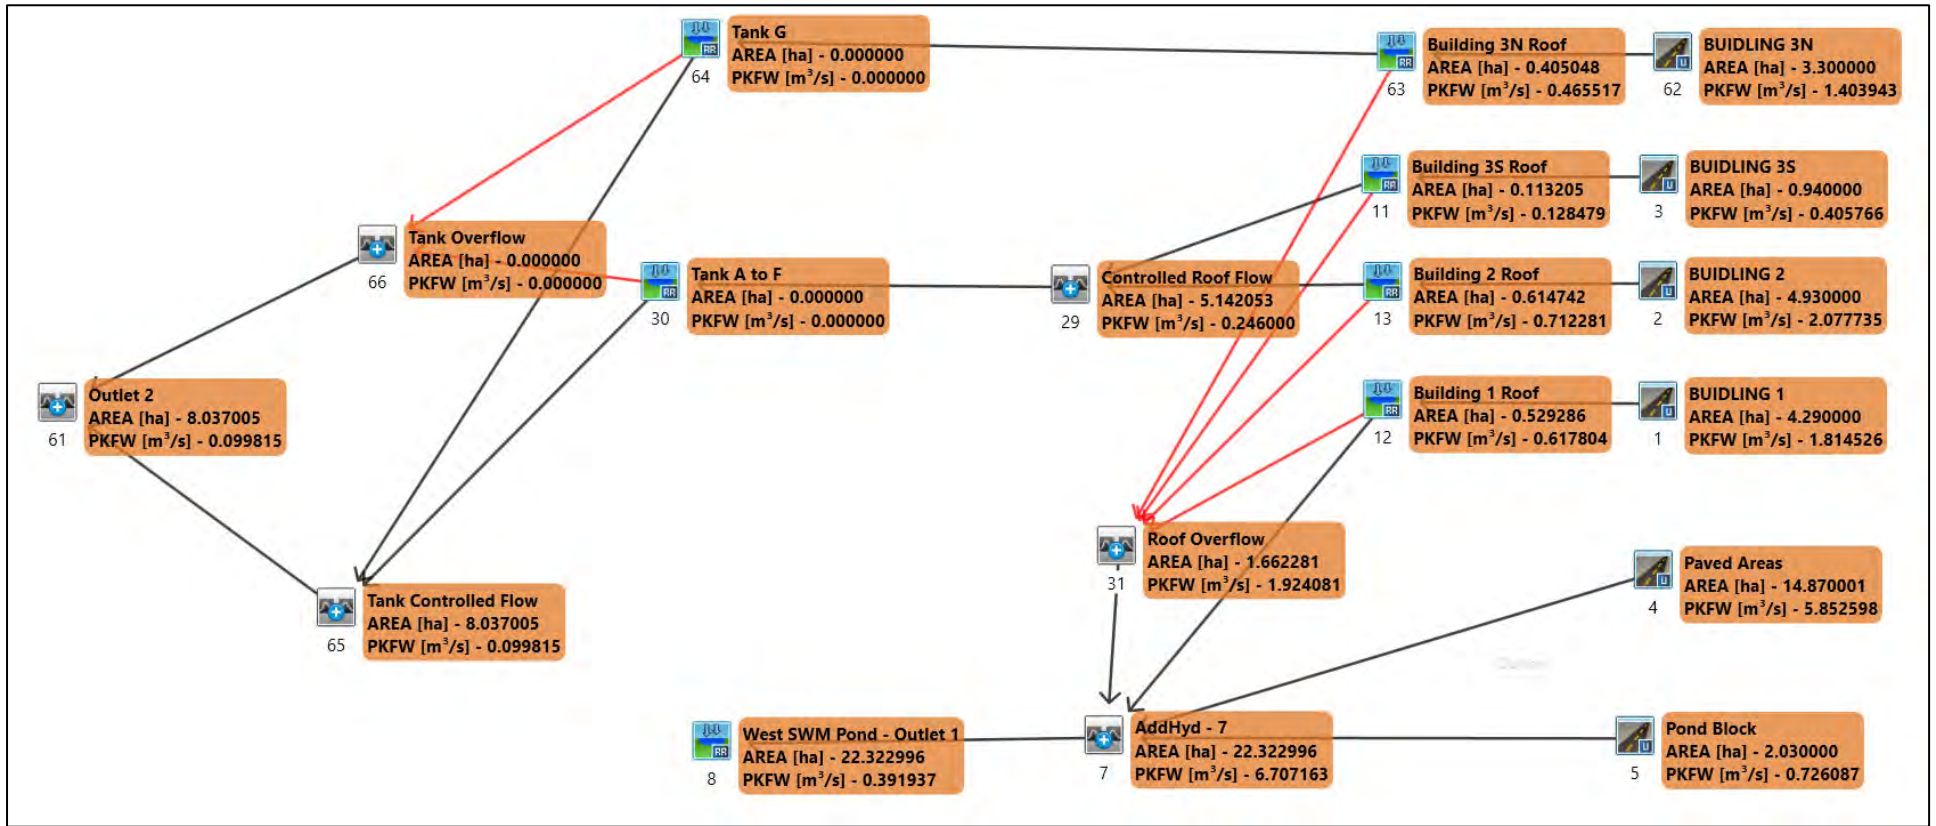 Tank G
AREA [ha] - 0.000000
PKFW [m³/s] - 0.000000
64
Building 3N Roof
AREA [ha] - 0.405048
PKFW [m³/s] - 0.465517
63
BUIDLING 3N
AREA [ha] - 3.300000
PKFW [m³/s] - 1.403943
62
Building 3S Roof
AREA [ha] - 0.113205
PKFW [m³/s] - 0.128479
11
BUIDLING 3S
AREA [ha] - 0.940000
PKFW [m³/s] - 0.405766
3
Tank Overflow
AREA [ha] - 0.000000
PKFW [m³/s] - 0.000000
66
Tank A to F
AREA [ha] - 0.000000
PKFW [m³/s] - 0.000000
30
Controlled Roof Flow
AREA [ha] - 5.142053
PKFW [m³/s] - 0.246000
29
Building 2 Roof
AREA [ha] - 0.614742
PKFW [m³/s] - 0.712281
13
BUIDLING 2
AREA [ha] - 4.930000
PKFW [m³/s] - 2.077735
2
Outlet 2
AREA [ha] - 8.037005
PKFW [m³/s] - 0.099815
61
Building 1 Roof
AREA [ha] - 0.529286
PKFW [m³/s] - 0.617804
12
BUIDLING 1
AREA [ha] - 4.290000
PKFW [m³/s] - 1.814526
1
Roof Overflow
AREA [ha] - 1.662281
PKFW [m³/s] - 1.924081
31
Paved Areas
AREA [ha] - 14.870001
PKFW [m³/s] - 5.852598
4
Tank Controlled Flow
AREA [ha] - 8.037005
PKFW [m³/s] - 0.099815
65
West SWM Pond - Outlet 1
AREA [ha] - 22.322996
PKFW [m³/s] - 0.391937
8
AddHyd - 7
AREA [ha] - 22.322996
PKFW [m³/s] - 6.707163
7
Pond Block
AREA [ha] - 2.030000
PKFW [m³/s] - 0.726087
5